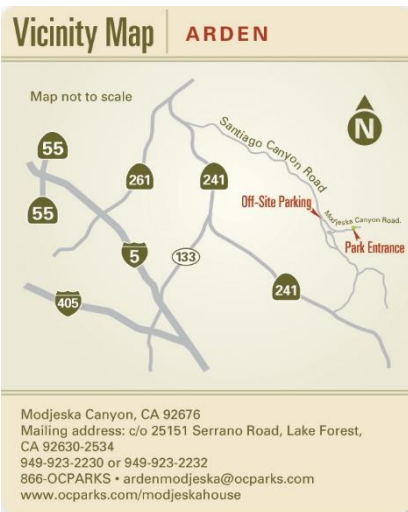 Vicinity Map ARDEN
Map not to scale
N
Santiago Canyon Road
55
261
241
Off-Site Parking
Modjeska Canyon Road.
55
Park Entrance
5
133
241
405
Modjeska Canyon, CA 92676
Mailing address: c/o 25151 Serrano Road, Lake Forest,
CA 92630-2534
949-923-2230 or 949-923-2232
866-OCPARKS • ardenmodjeska@ocparks.com
www.ocparks.com/modjeskahouse